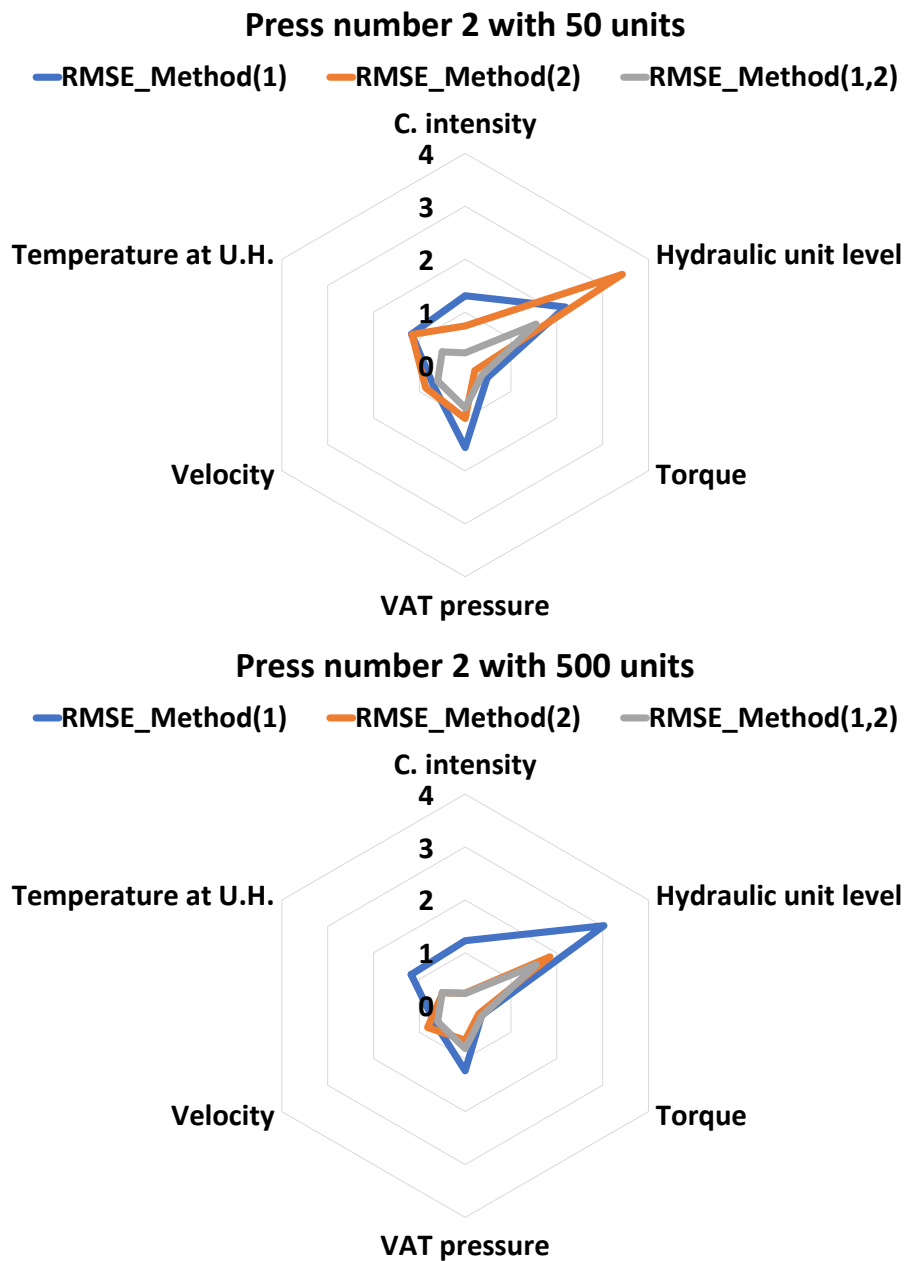 Press number 2 with 50 units
RMSE_Method(1) RMSE_Method(2) RMSE_Method(1,2)
C. intensity
4
3
Temperature at U.H. 2 Hydraulic unit level
1
0
Velocity Torque
VAT pressure
Press number 2 with 500 units
RMSE_Method(1) RMSE_Method(2) RMSE_Method(1,2)
C. intensity
4
3
Temperature at U.H. 2 Hydraulic unit level
1
0
Velocity Torque
VAT pressure